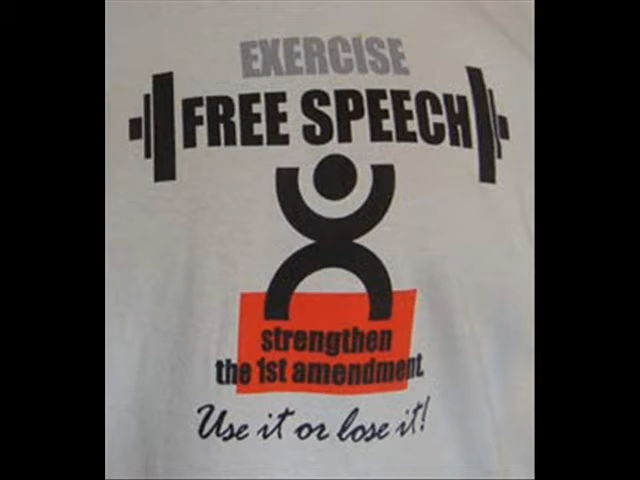 EXERCISE
FREE SPEECH
strengthen
the 1st amendment
Use it or lose it!